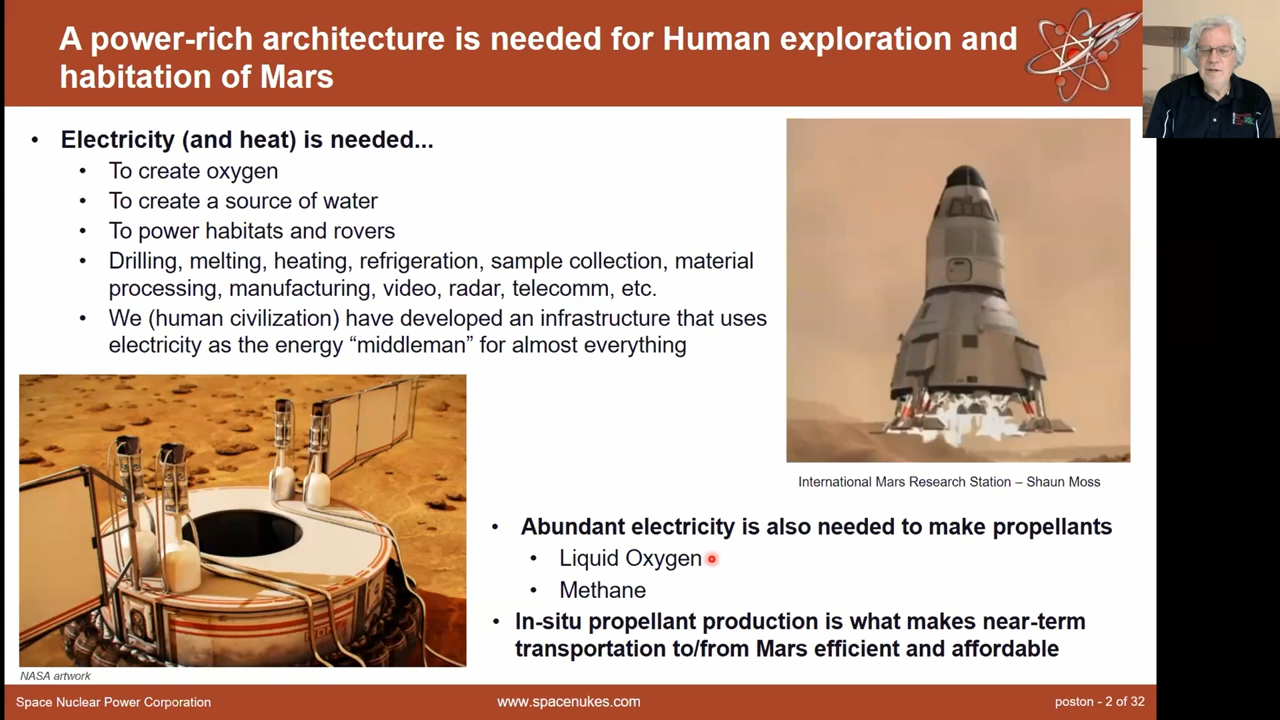 A power-rich architecture is needed for Human exploration and
habitation of Mars
• Electricity (and heat) is needed...
• To create oxygen
• To create a source of water
• To power habitats and rovers
• Drilling, melting, heating, refrigeration, sample collection, material
processing, manufacturing, video, radar, telecomm, etc.
• We (human civilization) have developed an infrastructure that uses
electricity as the energy “middleman” for almost everything
International Mars Research Station – Shaun Moss
• Abundant electricity is also needed to make propellants
• Liquid Oxygen
• Methane
• In-situ propellant production is what makes near-term
transportation to/from Mars efficient and affordable
NASA artwork
Space Nuclear Power Corporation
www.spacenukes.com
poston - 2 of 32